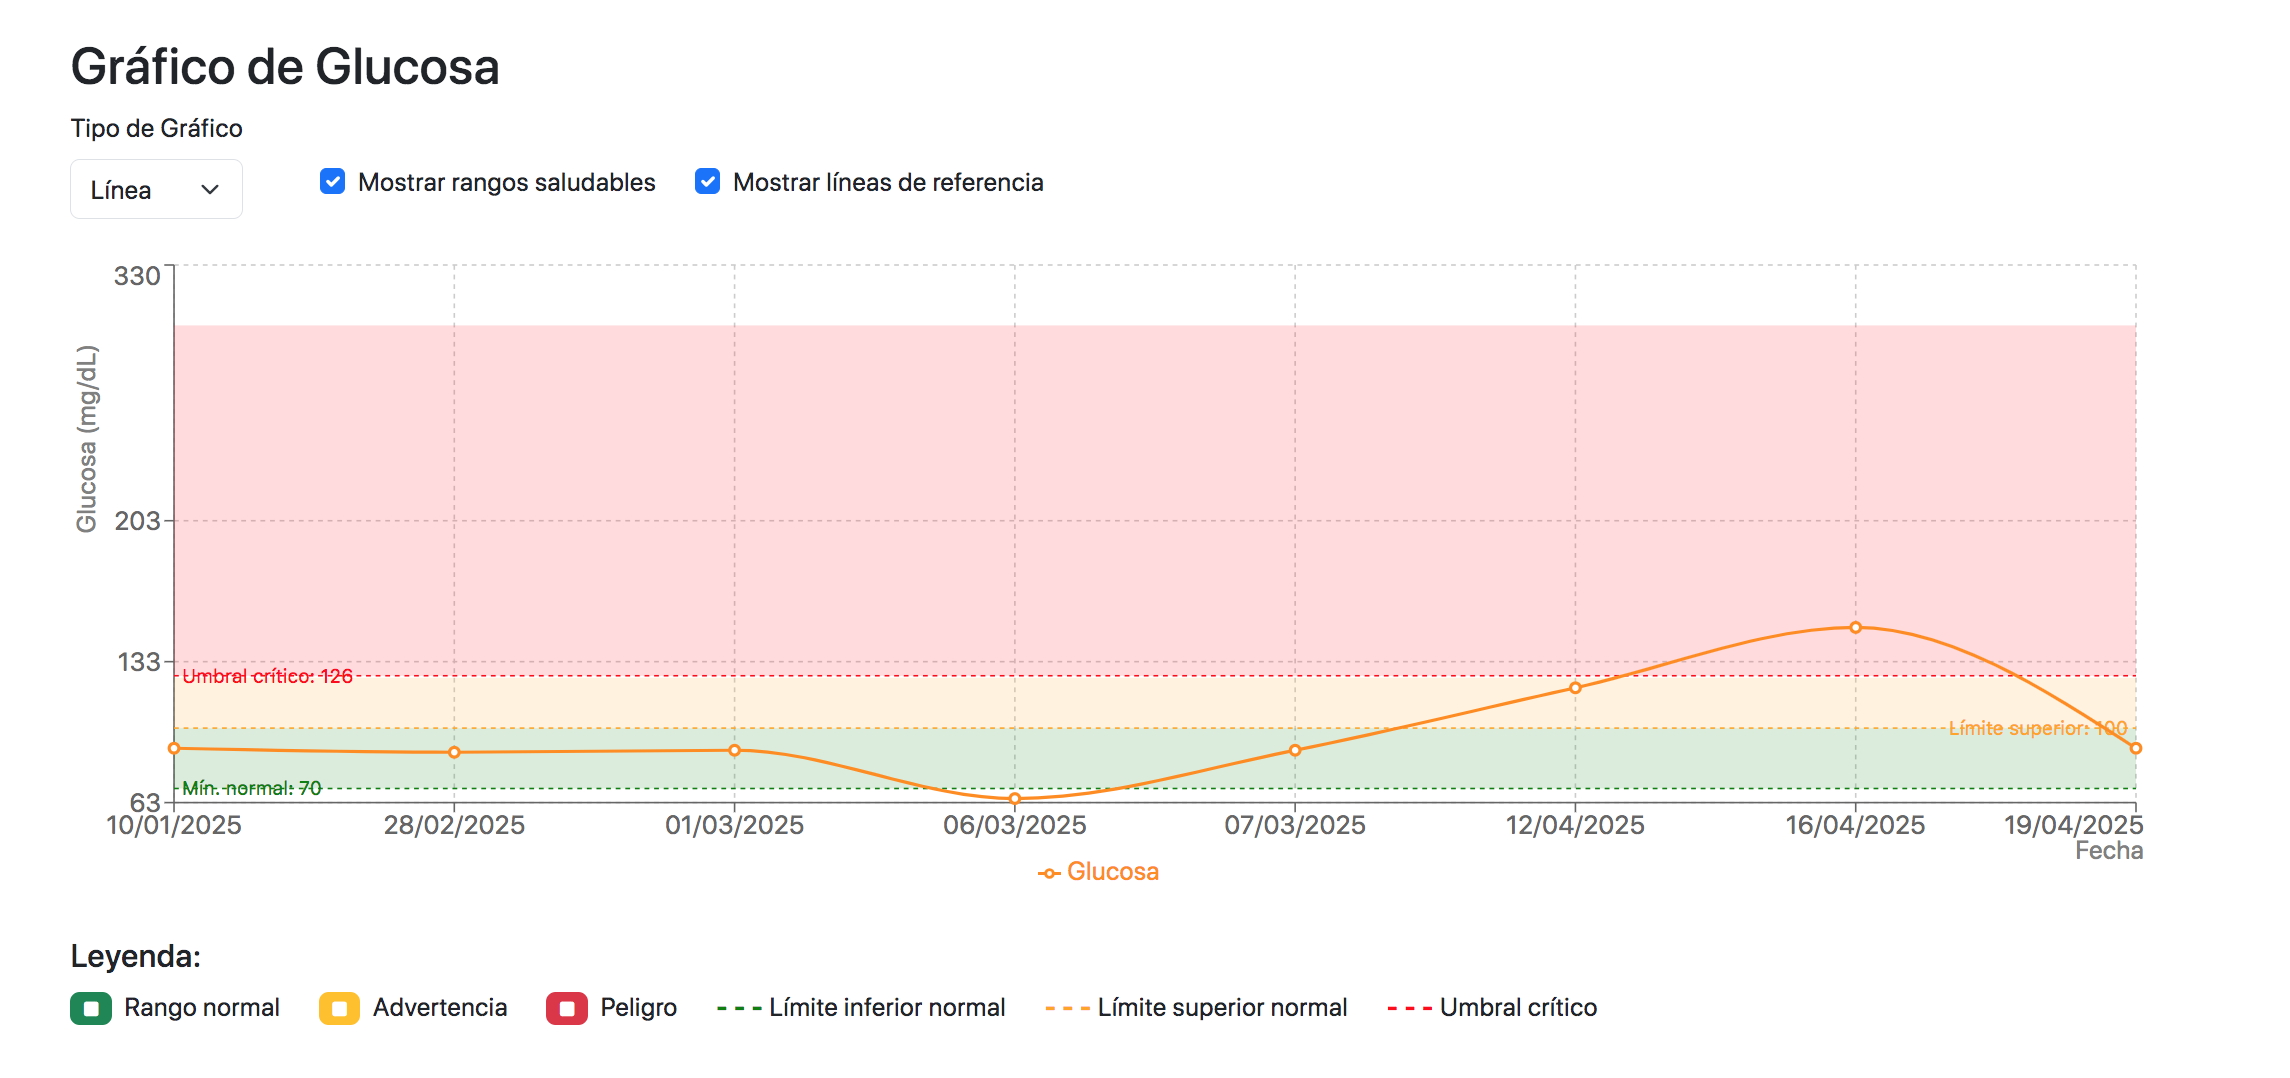 Gráfico de Glucosa
Tipo de Gráfico
Línea
Mostrar rangos saludables
Mostrar líneas de referencia
Glucosa (mg/dL)
330
203
133
63
Umbral crítico: 126
Límite superior: 100
Mín. normal: 70
10/01/2025 28/02/2025 01/03/2025 06/03/2025 07/03/2025 12/04/2025 16/04/2025 19/04/2025
Fecha
Glucosa
Leyenda:
Rango normal Advertencia Peligro Límite inferior normal Límite superior normal Umbral crítico